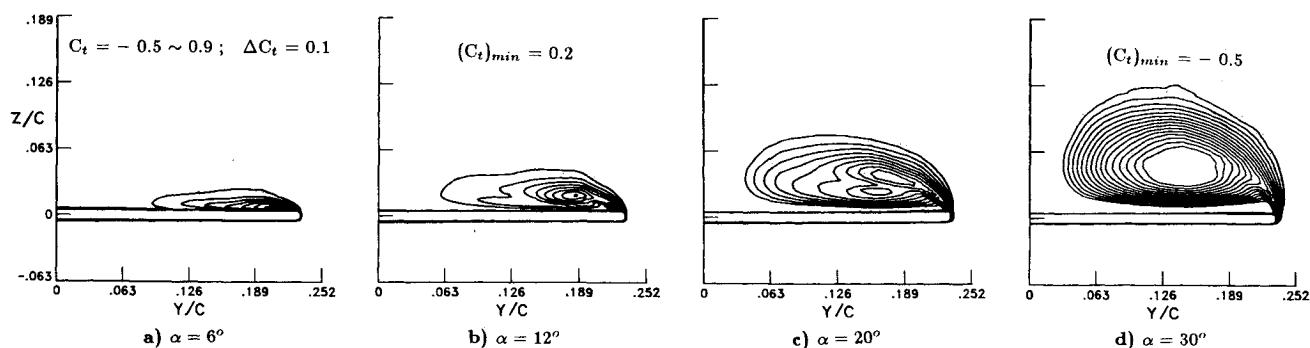 .189
C_t = - 0.5 ~ 0.9 ; ΔC_t = 0.1
.126
Z/C
.063
0
-.063
0 .063 .126 .189 .252
Y/C
a) α = 6°
(C_t)_min = 0.2
0 .063 .126 .189 .252
Y/C
b) α = 12°
0 .063 .126 .189 .252
Y/C
c) α = 20°
(C_t)_min = - 0.5
0 .063 .126 .189 .252
Y/C
d) α = 30°